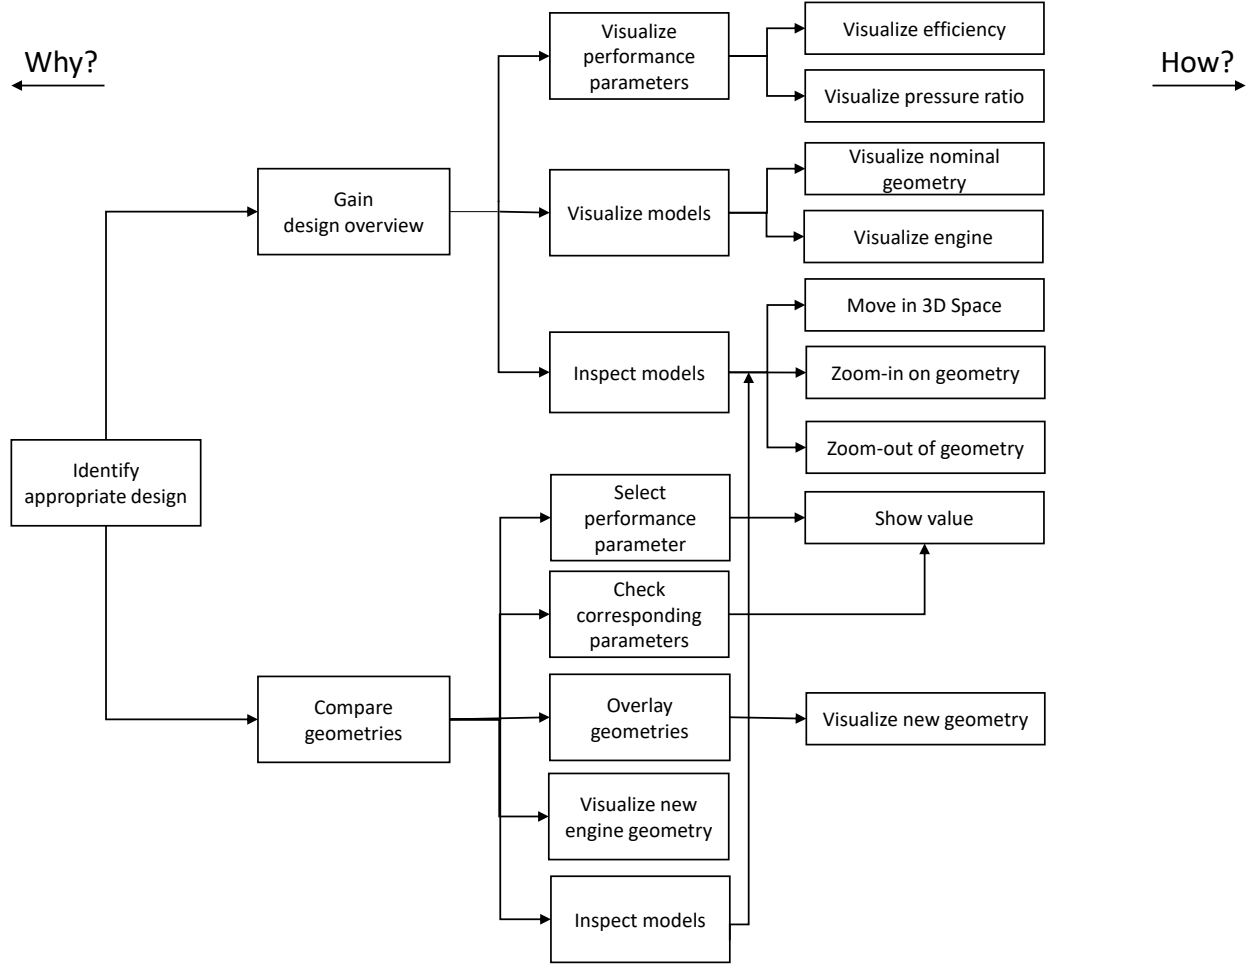 Why?
How?
Identify
appropriate design
Gain
design overview
Compare
geometries
Visualize
performance
parameters
Visualize models
Inspect models
Select
performance
parameter
Check
corresponding
parameters
Overlay
geometries
Visualize new
engine geometry
Inspect models
Visualize efficiency
Visualize pressure ratio
Visualize nominal
geometry
Visualize engine
Move in 3D Space
Zoom-in on geometry
Zoom-out of geometry
Show value
Visualize new geometry